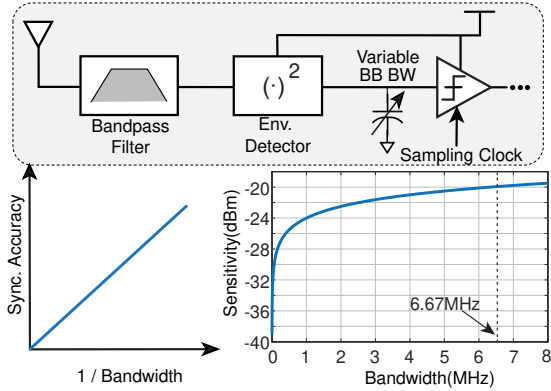 Variable
BB BW
(·)²
Bandpass
Filter
Env.
Detector
Sampling Clock
Sync. Accuracy
1 / Bandwidth
Sensitivity(dBm)
-20
-24
-28
-32
-36
-40
6.67MHz
0 1 2 3 4 5 6 7 8
Bandwidth(MHz)